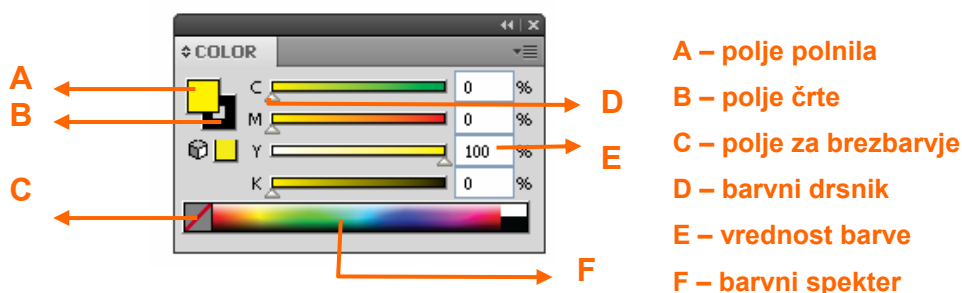 COLOR
A
B
C
D
E
F
C 0 %
M 0 %
Y 100 %
K 0 %
A – polje polnila
B – polje črte
C – polje za brezbarvje
D – barvni drsnik
E – vrednost barve
F – barvni spekter